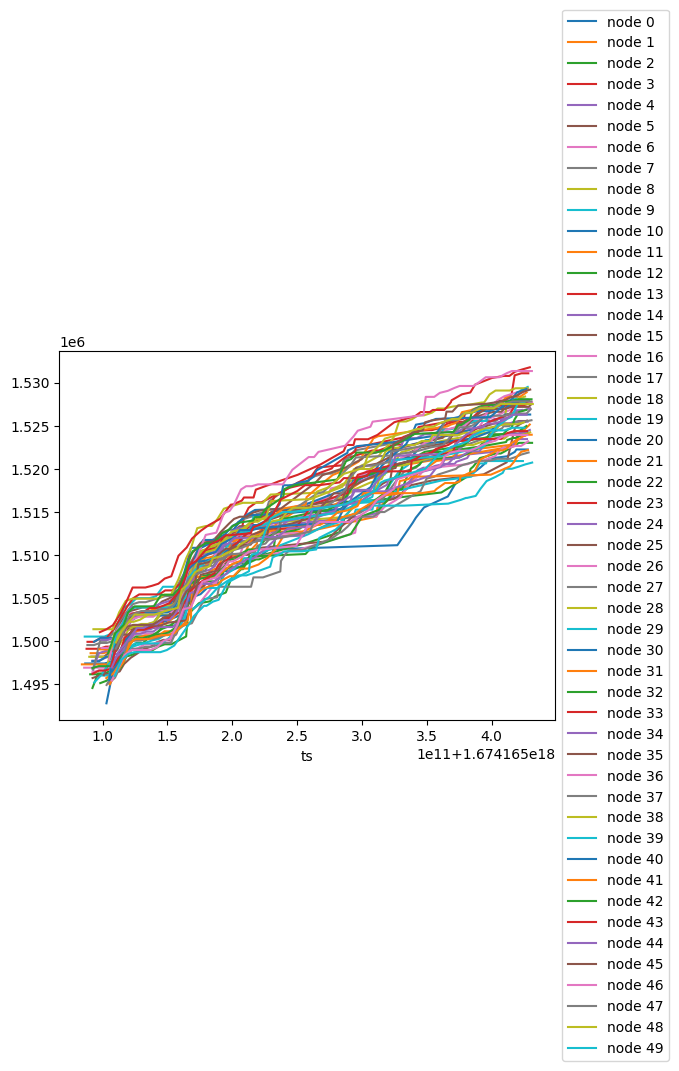 1e6
1.530
1.525
1.520
1.515
1.510
1.505
1.500
1.495
1.0 1.5 2.0 2.5 3.0 3.5 4.0
ts
1e11+1.674165e18
node 0
node 1
node 2
node 3
node 4
node 5
node 6
node 7
node 8
node 9
node 10
node 11
node 12
node 13
node 14
node 15
node 16
node 17
node 18
node 19
node 20
node 21
node 22
node 23
node 24
node 25
node 26
node 27
node 28
node 29
node 30
node 31
node 32
node 33
node 34
node 35
node 36
node 37
node 38
node 39
node 40
node 41
node 42
node 43
node 44
node 45
node 46
node 47
node 48
node 49